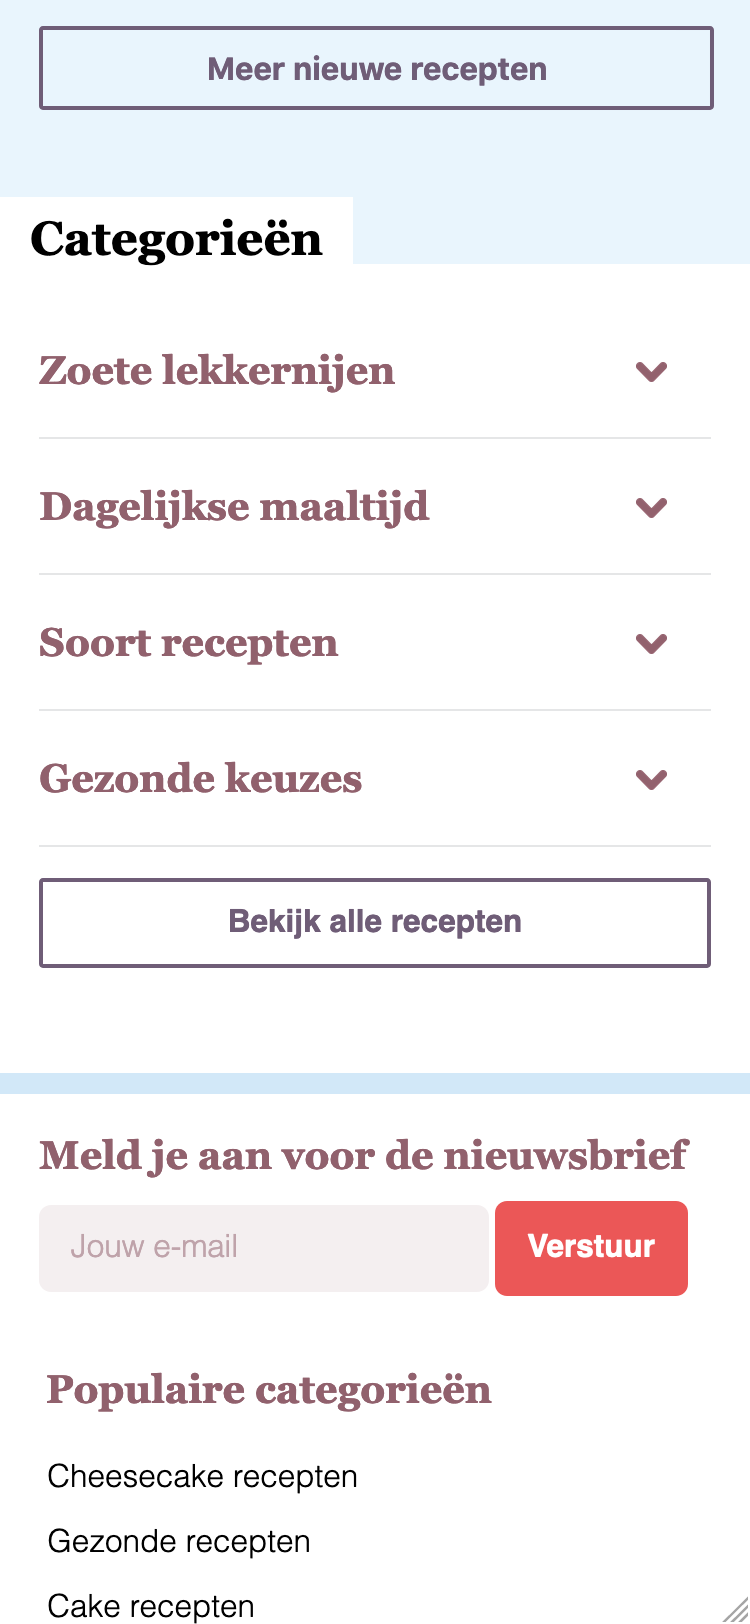 Meer nieuwe recepten
Categorieën
Zoete lekkernijen
Dagelijkse maaltijd
Soort recepten
Gezonde keuzes
Bekijk alle recepten
Meld je aan voor de nieuwsbrief
Jouw e-mail
Verstuur
Populaire categorieën
Cheesecake recepten
Gezonde recepten
Cake recepten